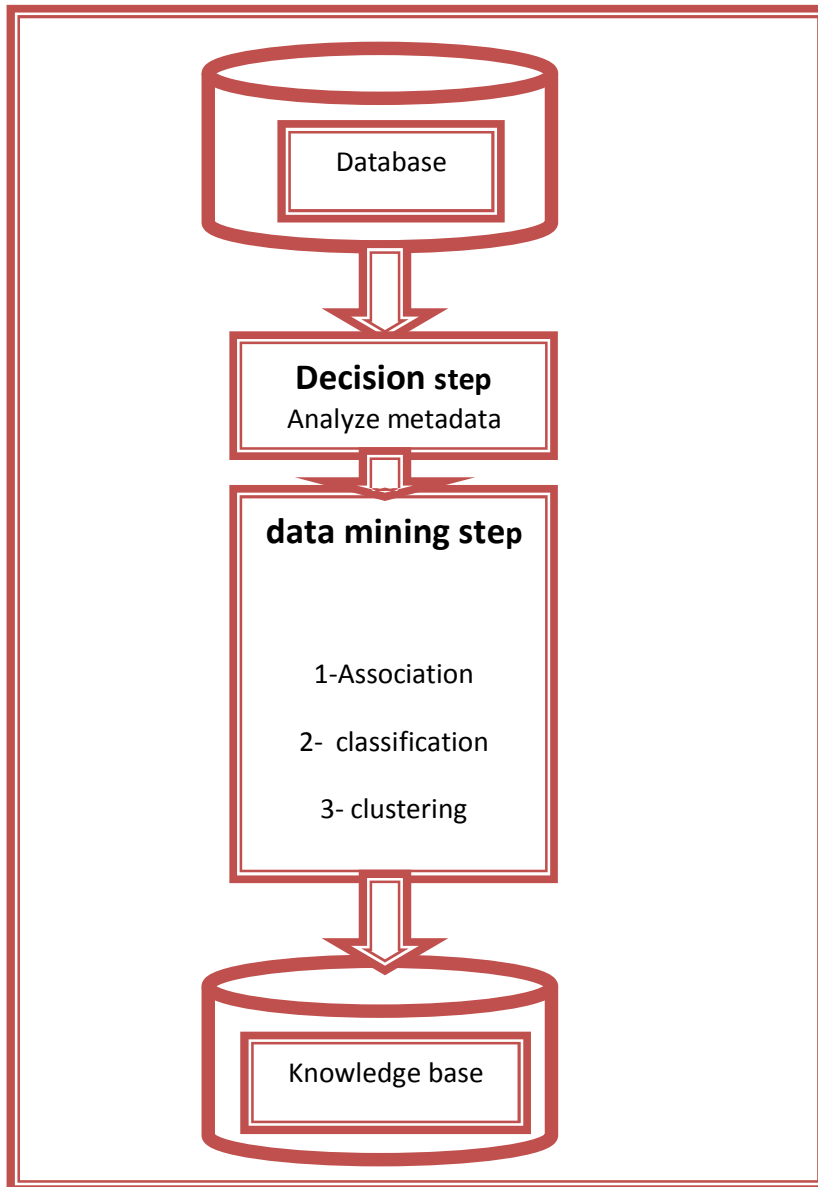 Database
Decision step
Analyze metadata
data mining step
1-Association
2- classification
3- clustering
Knowledge base